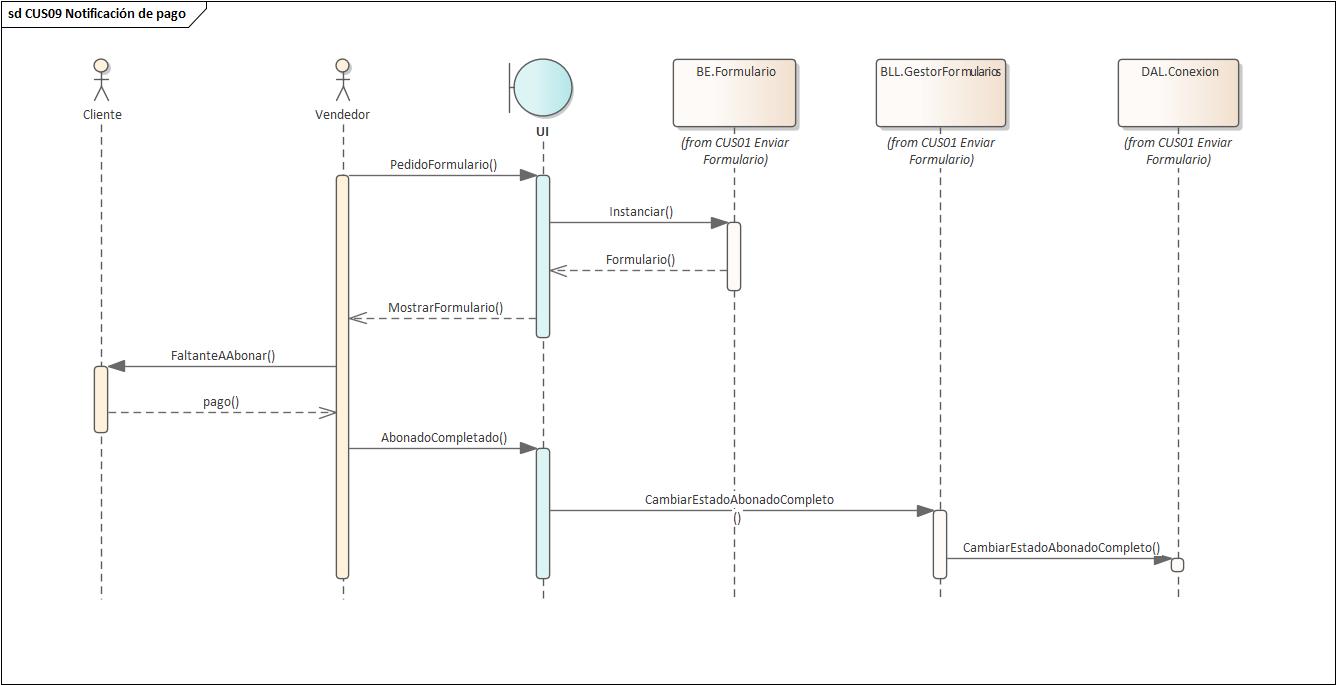 sd CUS09 Notificación de pago
Cliente
Vendedor
UI
BE.Formulario
(from CUS01 Enviar
Formulario)
BLL.GestorFormularios
(from CUS01 Enviar
Formulario)
DAL.Conexion
(from CUS01 Enviar
Formulario)
PedidoFormulario()
Instanciar()
Formulario()
MostrarFormulario()
FaltanteAAbonar()
pago()
AbonadoCompletado()
CambiarEstadoAbonadoCompleto
()
CambiarEstadoAbonadoCompleto()